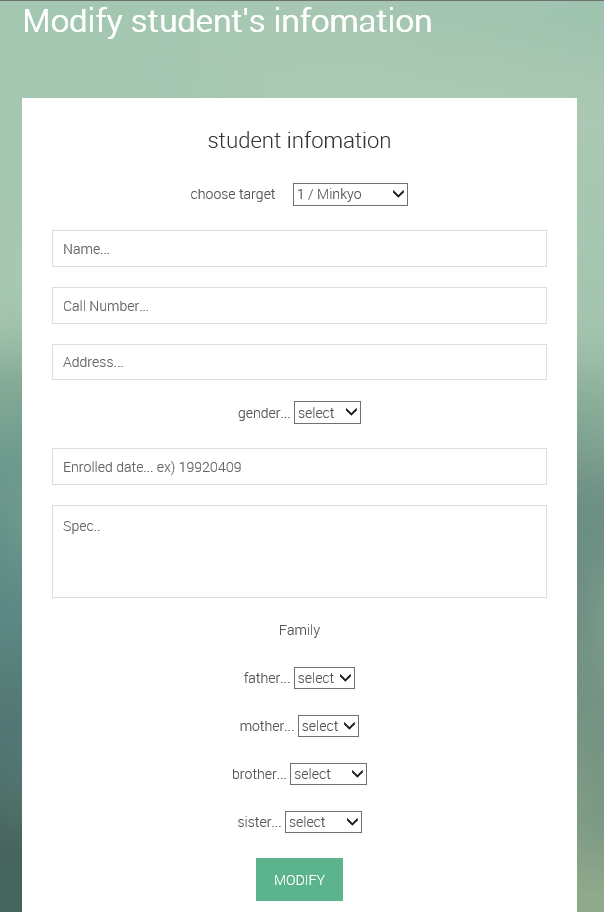 Modify student's infomation
student infomation
choose target 1 / Minkyo
Name...
Call Number...
Address...
gender... select
Enrolled date... ex) 19920409
Spec..
Family
father... select
mother... select
brother... select
sister... select
MODIFY